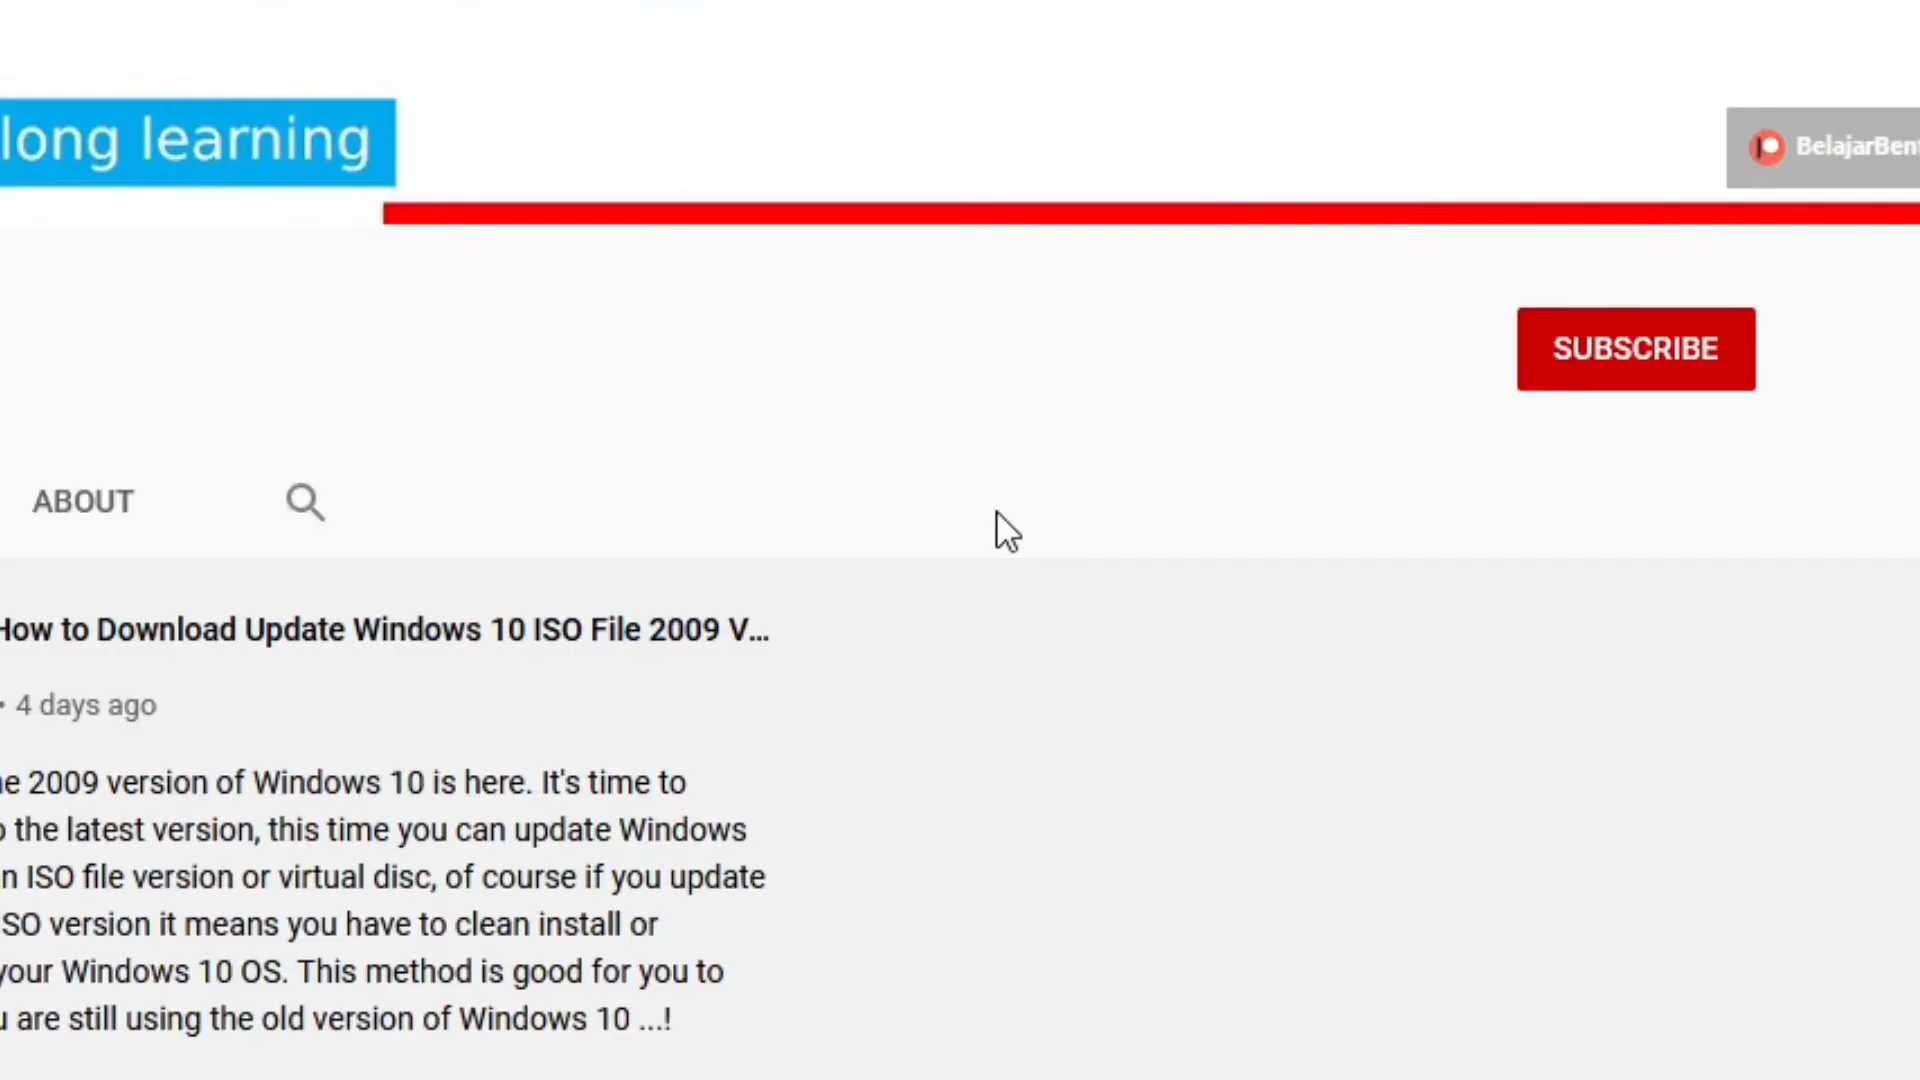 long learning
SUBSCRIBE
ABOUT
How to Download Update Windows 10 ISO File 2009 V...
• 4 days ago
2009 version of Windows 10 is here. It's time to
the latest version, this time you can update Windows
ISO file version or virtual disc, of course if you update
version it means you have to clean install or
your Windows 10 OS. This method is good for you to
are still using the old version of Windows 10 ...!